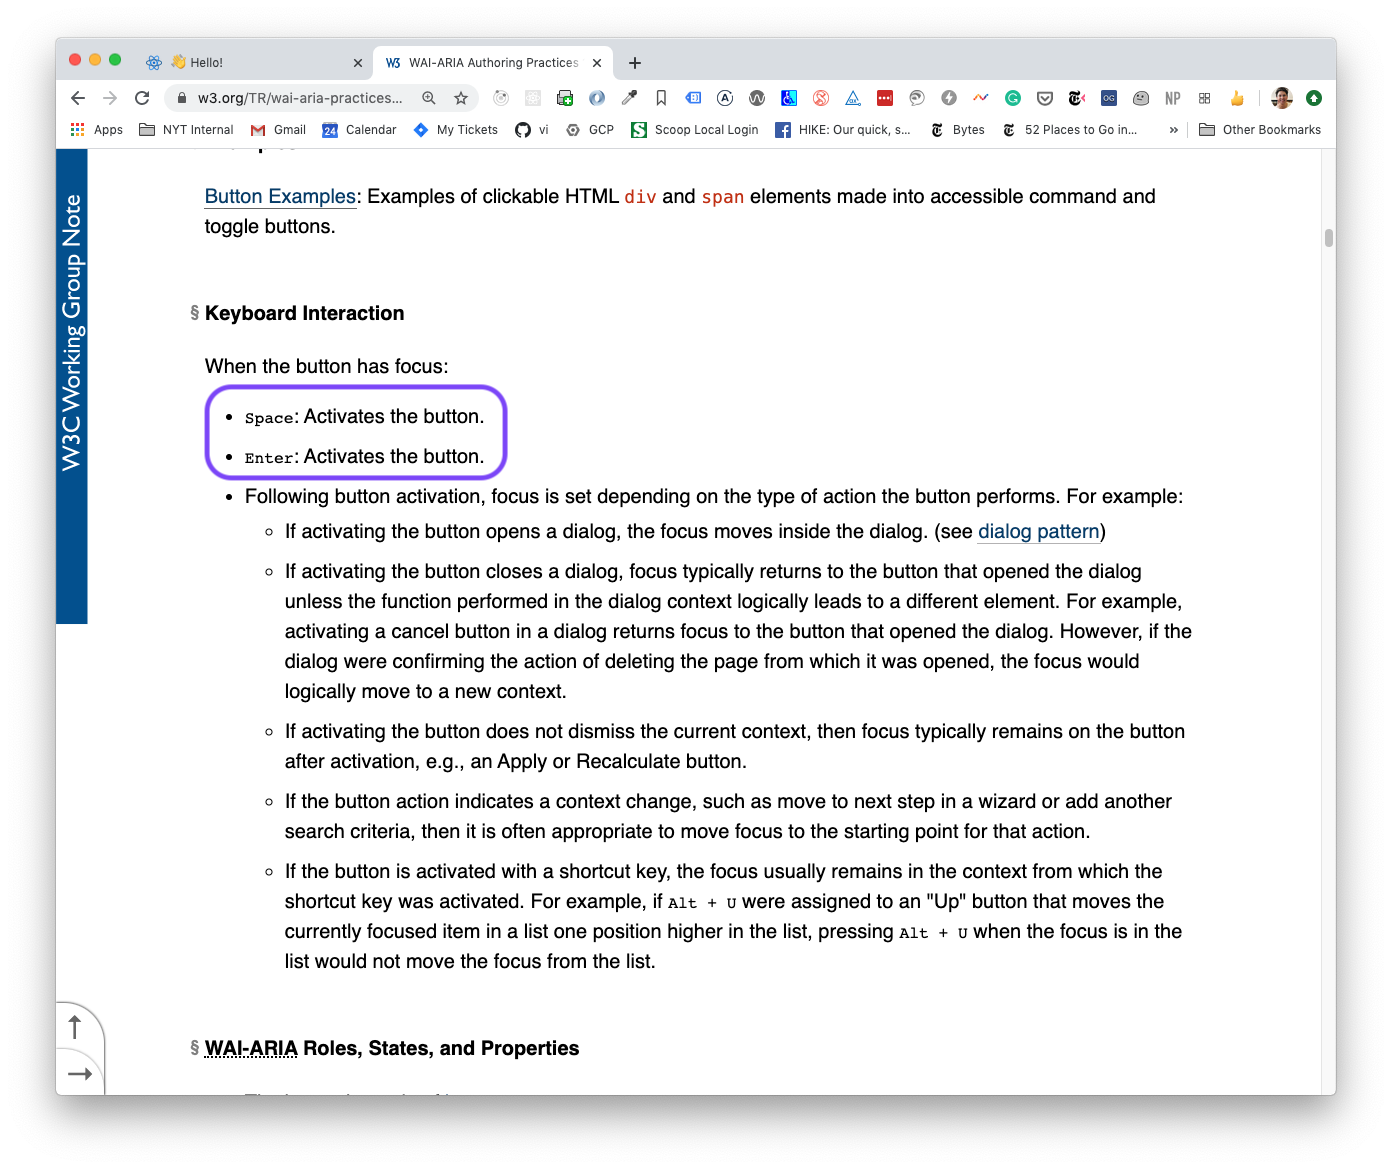 👋 Hello!
W3 WAI-ARIA Authoring Practices
w3.org/TR/wai-aria-practices...
NP
Apps NYT Internal Gmail 24 Calendar My Tickets vi GCP S Scoop Local Login HIKE: Our quick, s... Bytes 52 Places to Go in... » Other Bookmarks
W3C Working Group Note
Button Examples: Examples of clickable HTML div and span elements made into accessible command and
toggle buttons.
§ Keyboard Interaction
When the button has focus:
• Space: Activates the button.
• Enter: Activates the button.
• Following button activation, focus is set depending on the type of action the button performs. For example:
◦ If activating the button opens a dialog, the focus moves inside the dialog. (see dialog pattern)
◦ If activating the button closes a dialog, focus typically returns to the button that opened the dialog
unless the function performed in the dialog context logically leads to a different element. For example,
activating a cancel button in a dialog returns focus to the button that opened the dialog. However, if the
dialog were confirming the action of deleting the page from which it was opened, the focus would
logically move to a new context.
◦ If activating the button does not dismiss the current context, then focus typically remains on the button
after activation, e.g., an Apply or Recalculate button.
◦ If the button action indicates a context change, such as move to next step in a wizard or add another
search criteria, then it is often appropriate to move focus to the starting point for that action.
◦ If the button is activated with a shortcut key, the focus usually remains in the context from which the
shortcut key was activated. For example, if Alt + U were assigned to an "Up" button that moves the
currently focused item in a list one position higher in the list, pressing Alt + U when the focus is in the
list would not move the focus from the list.
§ WAI-ARIA Roles, States, and Properties